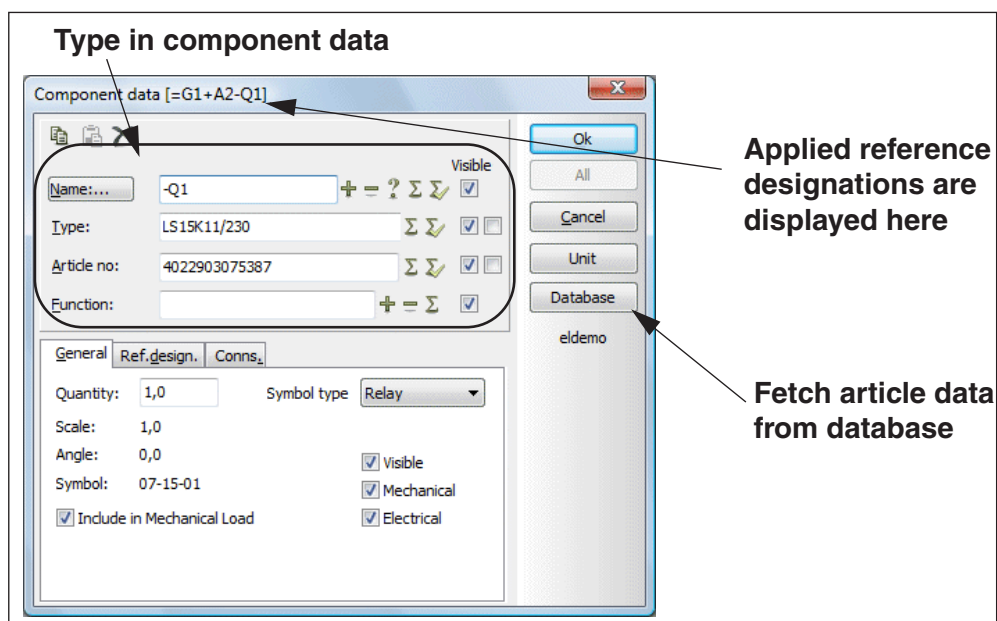 Type in component data
Component data [=G1+A2-Q1]
Ok
Visible
All
Applied reference
designations are
displayed here
Name:...
-Q1
Type:
LS15K11/230
Cancel
Article no:
4022903075387
Unit
Function:
Database
eldemo
General
Ref.design.
Conns.
Quantity:
1,0
Symbol type
Relay
Fetch article data
from database
Scale:
1,0
Angle:
0,0
Visible
Symbol:
07-15-01
Mechanical
Include in Mechanical Load
Electrical